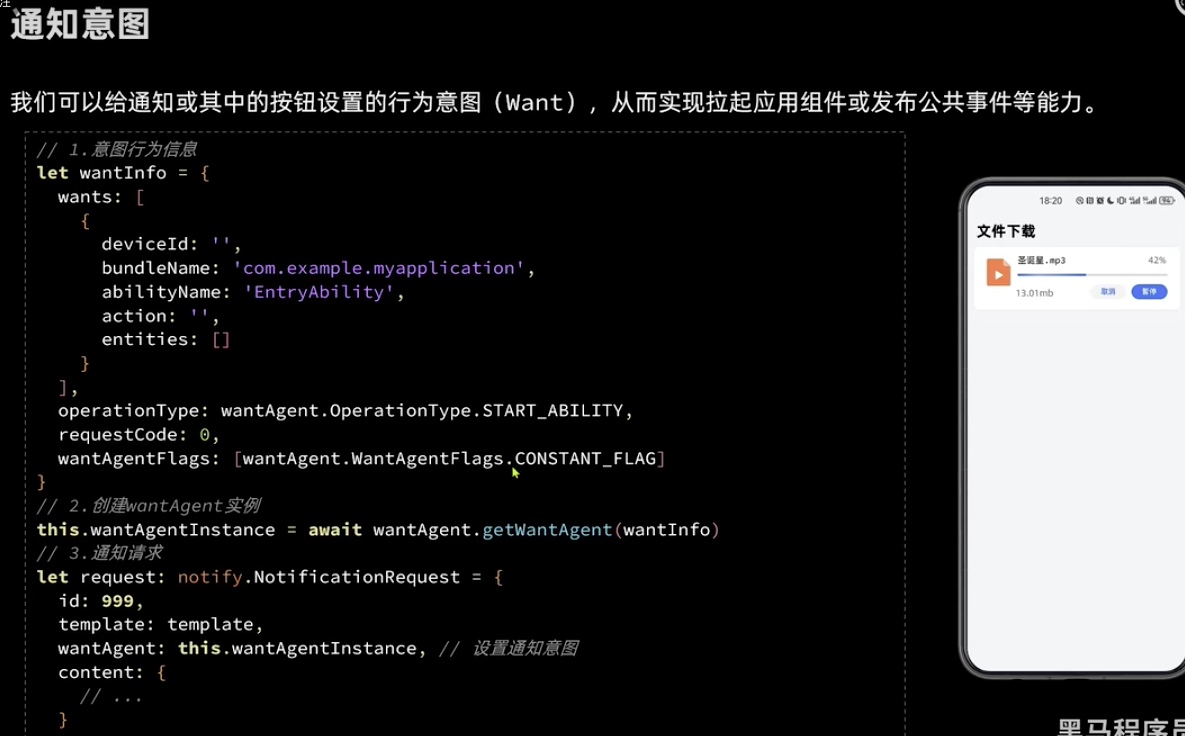 注
通知意图
我们可以给通知或其中的按钮设置的行为意图（Want），从而实现拉起应用组件或发布公共事件等能力。
// 1.意图行为信息
let wantInfo = {
wants: [
{
deviceId: '',
bundleName: 'com.example.myapplication',
abilityName: 'EntryAbility',
action: '',
entities: []
}
],
operationType: wantAgent.OperationType.START_ABILITY,
requestCode: 0,
wantAgentFlags: [wantAgent.WantAgentFlags.CONSTANT_FLAG]
}
// 2.创建wantAgent实例
this.wantAgentInstance = await wantAgent.getWantAgent(wantInfo)
// 3.通知请求
let request: notify.NotificationRequest = {
id: 999,
template: template,
wantAgent: this.wantAgentInstance, // 设置通知意图
content: {
// ...
}
18:20
文件下载
圣诞星.mp3 42%
13.01mb 取消 暂停
黑马程序员